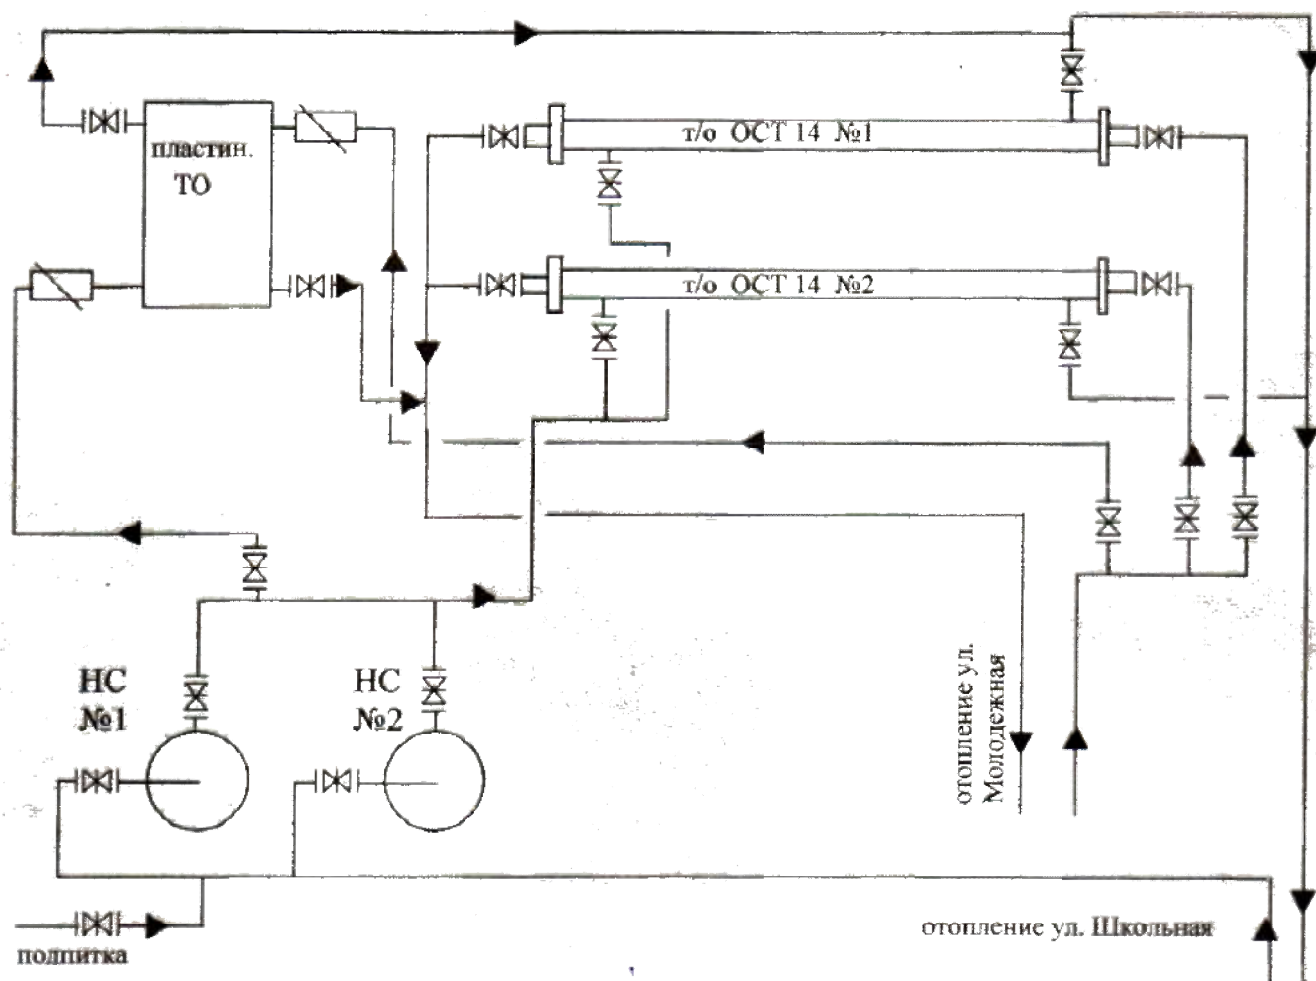 т/о ОСТ 14 №1
пластин.
ТО
т/о ОСТ 14 №2
НС
№1
НС
№2
отопление ул.
Молодежная
отопление ул. Школьная
подпитка